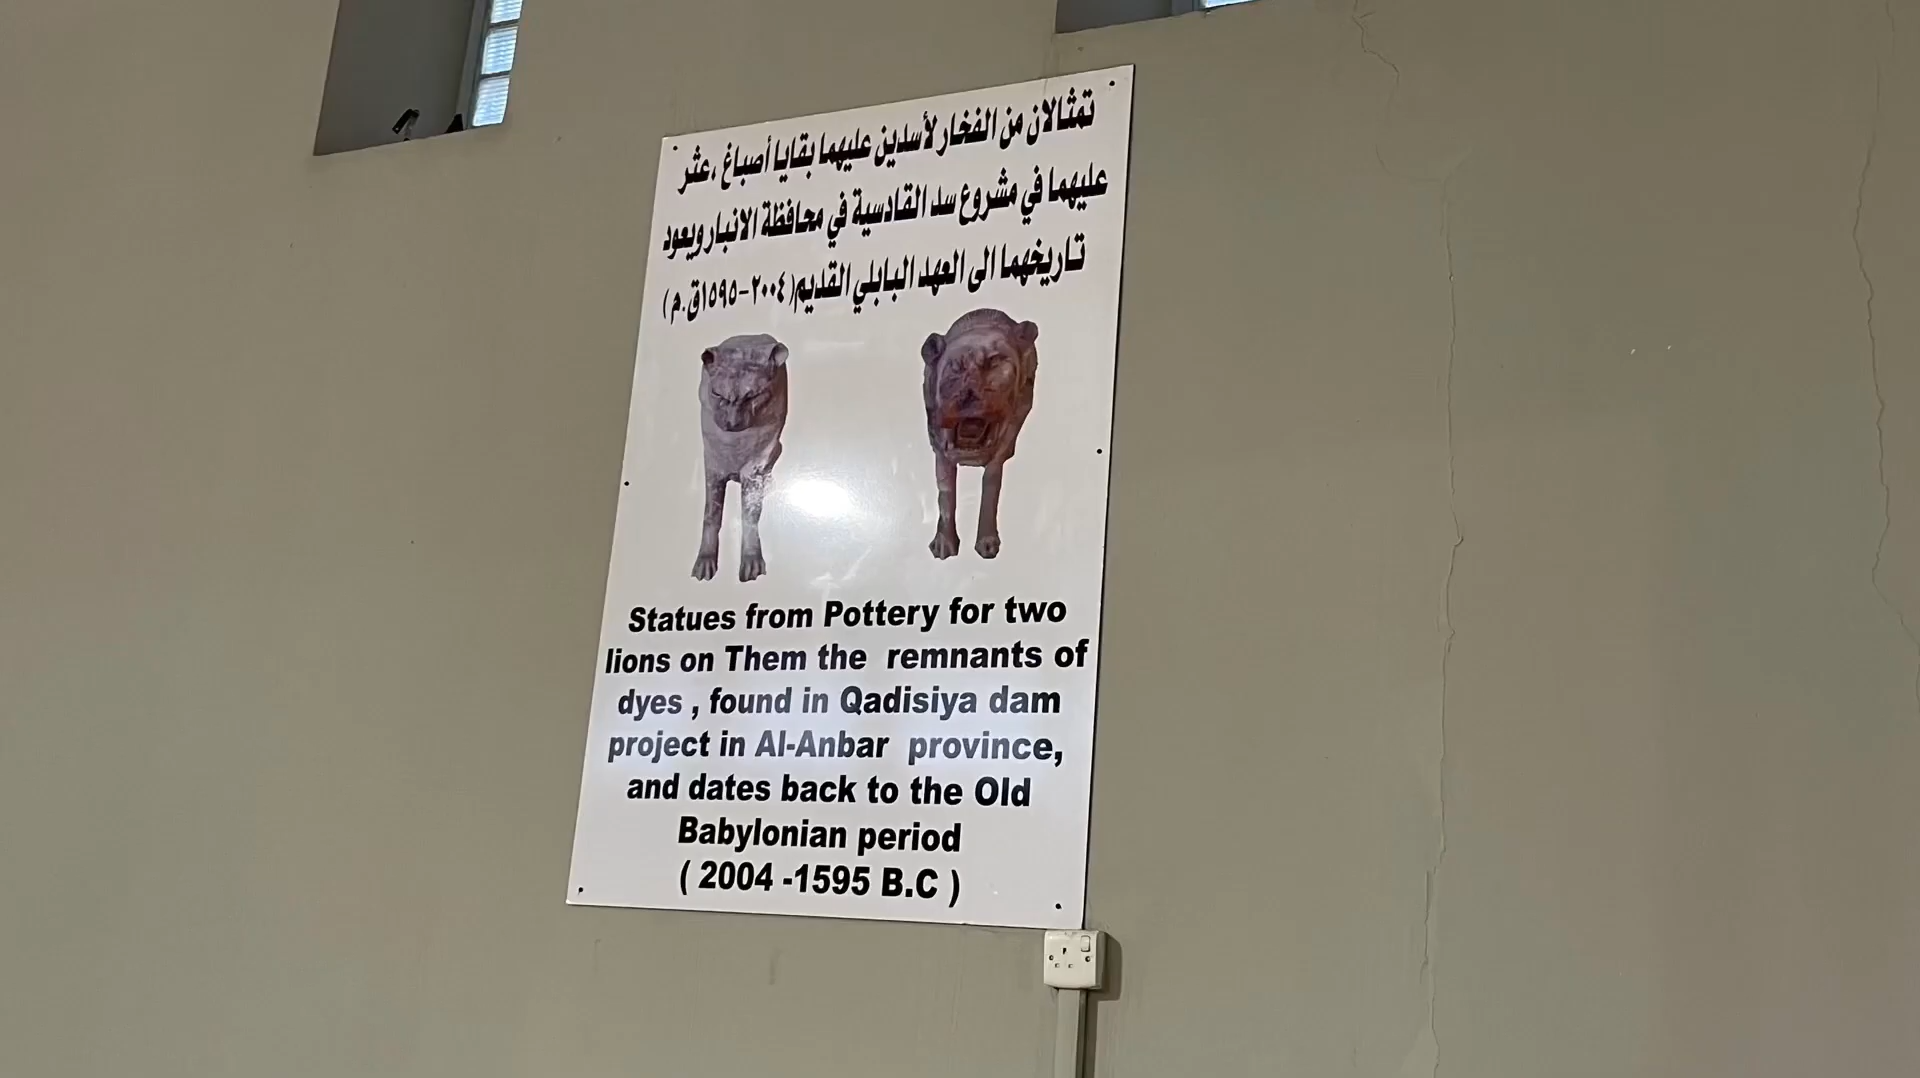 تمثالان من الفخار لأسدين عليهما بقايا أصباغ ،عثر
عليهما في مشروع سد القادسية في محافظة الانبار ويعود
تاريخهما الى العهد البابلي القديم(٢٠٠٤-١٥٩٥ق.م)
Statues from Pottery for two
lions on Them the remnants of
dyes , found in Qadisiya dam
project in Al-Anbar province,
and dates back to the Old
Babylonian period
( 2004 -1595 B.C )